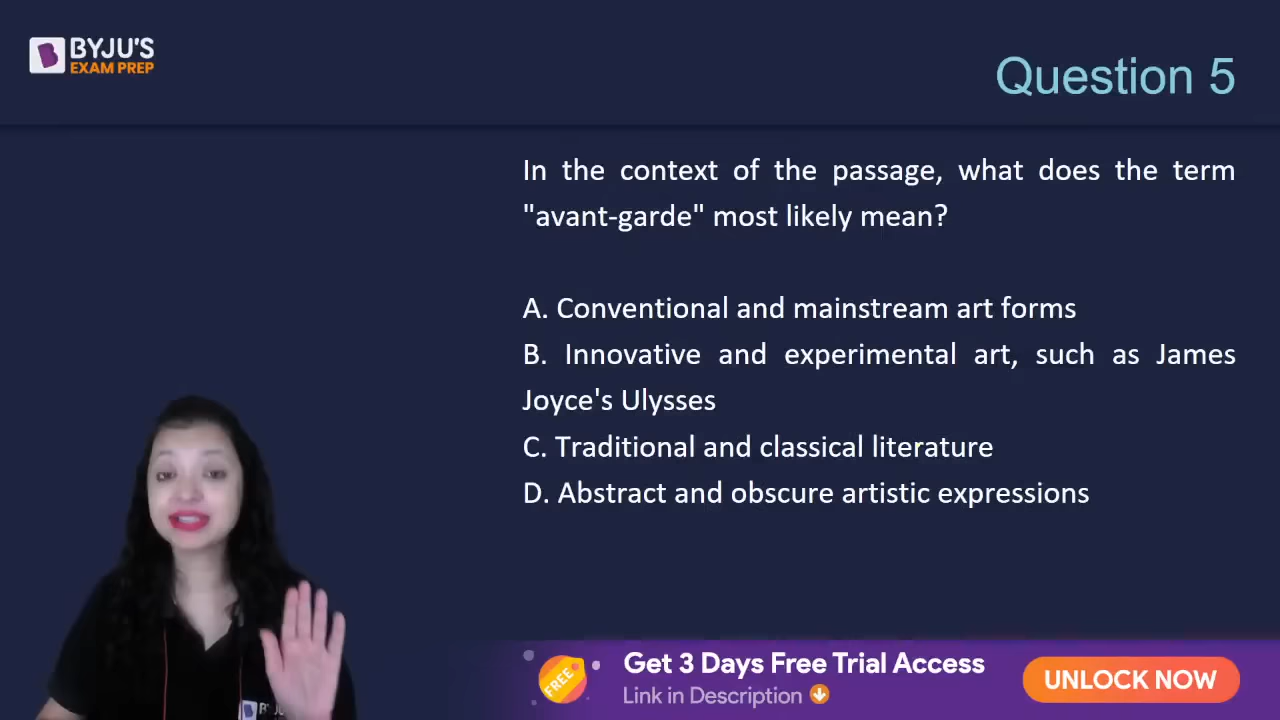 BYJU'S
EXAM PREP
Question 5
In the context of the passage, what does the term
"avant-garde" most likely mean?
A. Conventional and mainstream art forms
B. Innovative and experimental art, such as James
Joyce's Ulysses
C. Traditional and classical literature
D. Abstract and obscure artistic expressions
FREE
Get 3 Days Free Trial Access
Link in Description
UNLOCK NOW